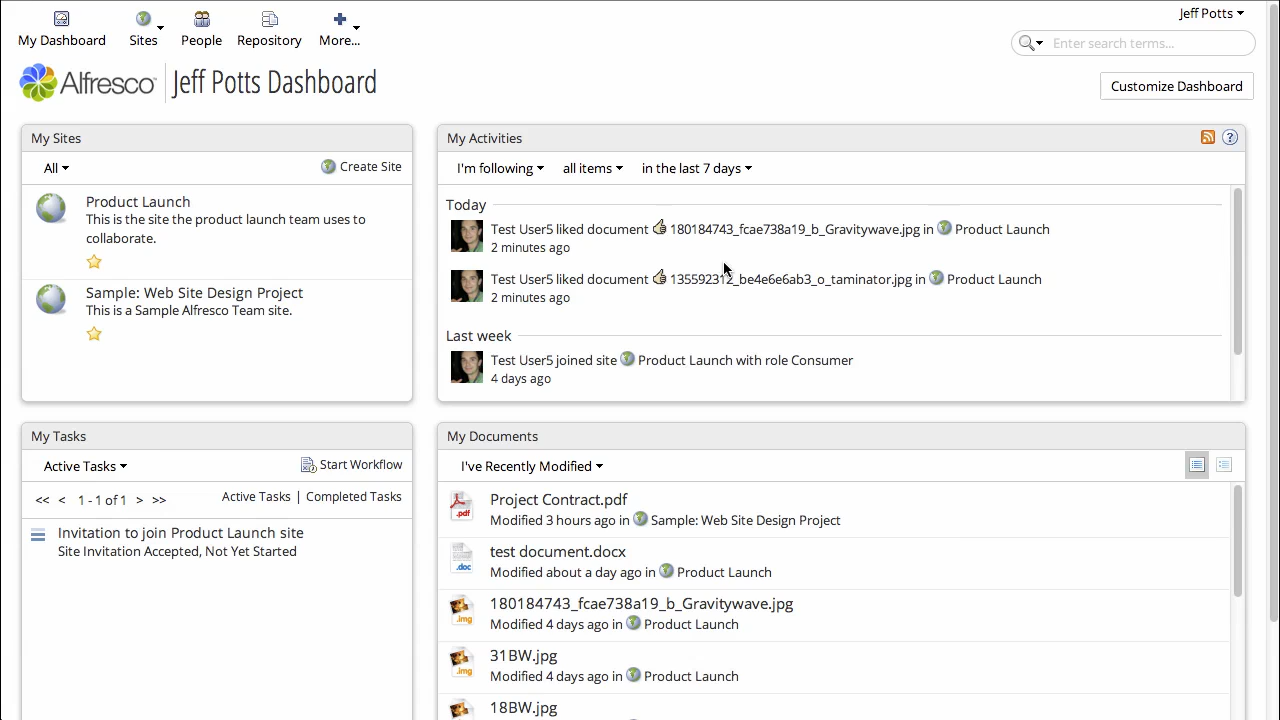 Jeff Potts
My Dashboard Sites People Repository More...
Enter search terms...
Alfresco™ Jeff Potts Dashboard
Customize Dashboard
My Sites
All Create Site
Product Launch
This is the site the product launch team uses to
collaborate.
Sample: Web Site Design Project
This is a Sample Alfresco Team site.
My Activities
I'm following all items in the last 7 days
Today
Test User5 liked document 180184743_fcae738a19_b_Gravitywave.jpg in Product Launch
2 minutes ago
Test User5 liked document 135592312_be4e6e6ab3_o_taminator.jpg in Product Launch
2 minutes ago
Last week
Test User5 joined site Product Launch with role Consumer
4 days ago
My Tasks
Active Tasks Start Workflow
<< < 1 - 1 of 1 > >> Active Tasks | Completed Tasks
Invitation to join Product Launch site
Site Invitation Accepted, Not Yet Started
My Documents
I've Recently Modified
.pdf
Project Contract.pdf
Modified 3 hours ago in Sample: Web Site Design Project
.doc
test document.docx
Modified about a day ago in Product Launch
.img
180184743_fcae738a19_b_Gravitywave.jpg
Modified 4 days ago in Product Launch
.img
31BW.jpg
Modified 4 days ago in Product Launch
18BW.jpg